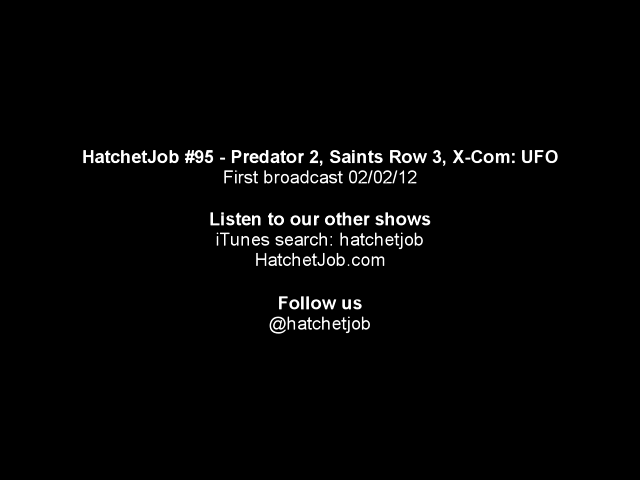 HatchetJob #95 - Predator 2, Saints Row 3, X-Com: UFO
First broadcast 02/02/12
Listen to our other shows
iTunes search: hatchetjob
HatchetJob.com
Follow us
@hatchetjob